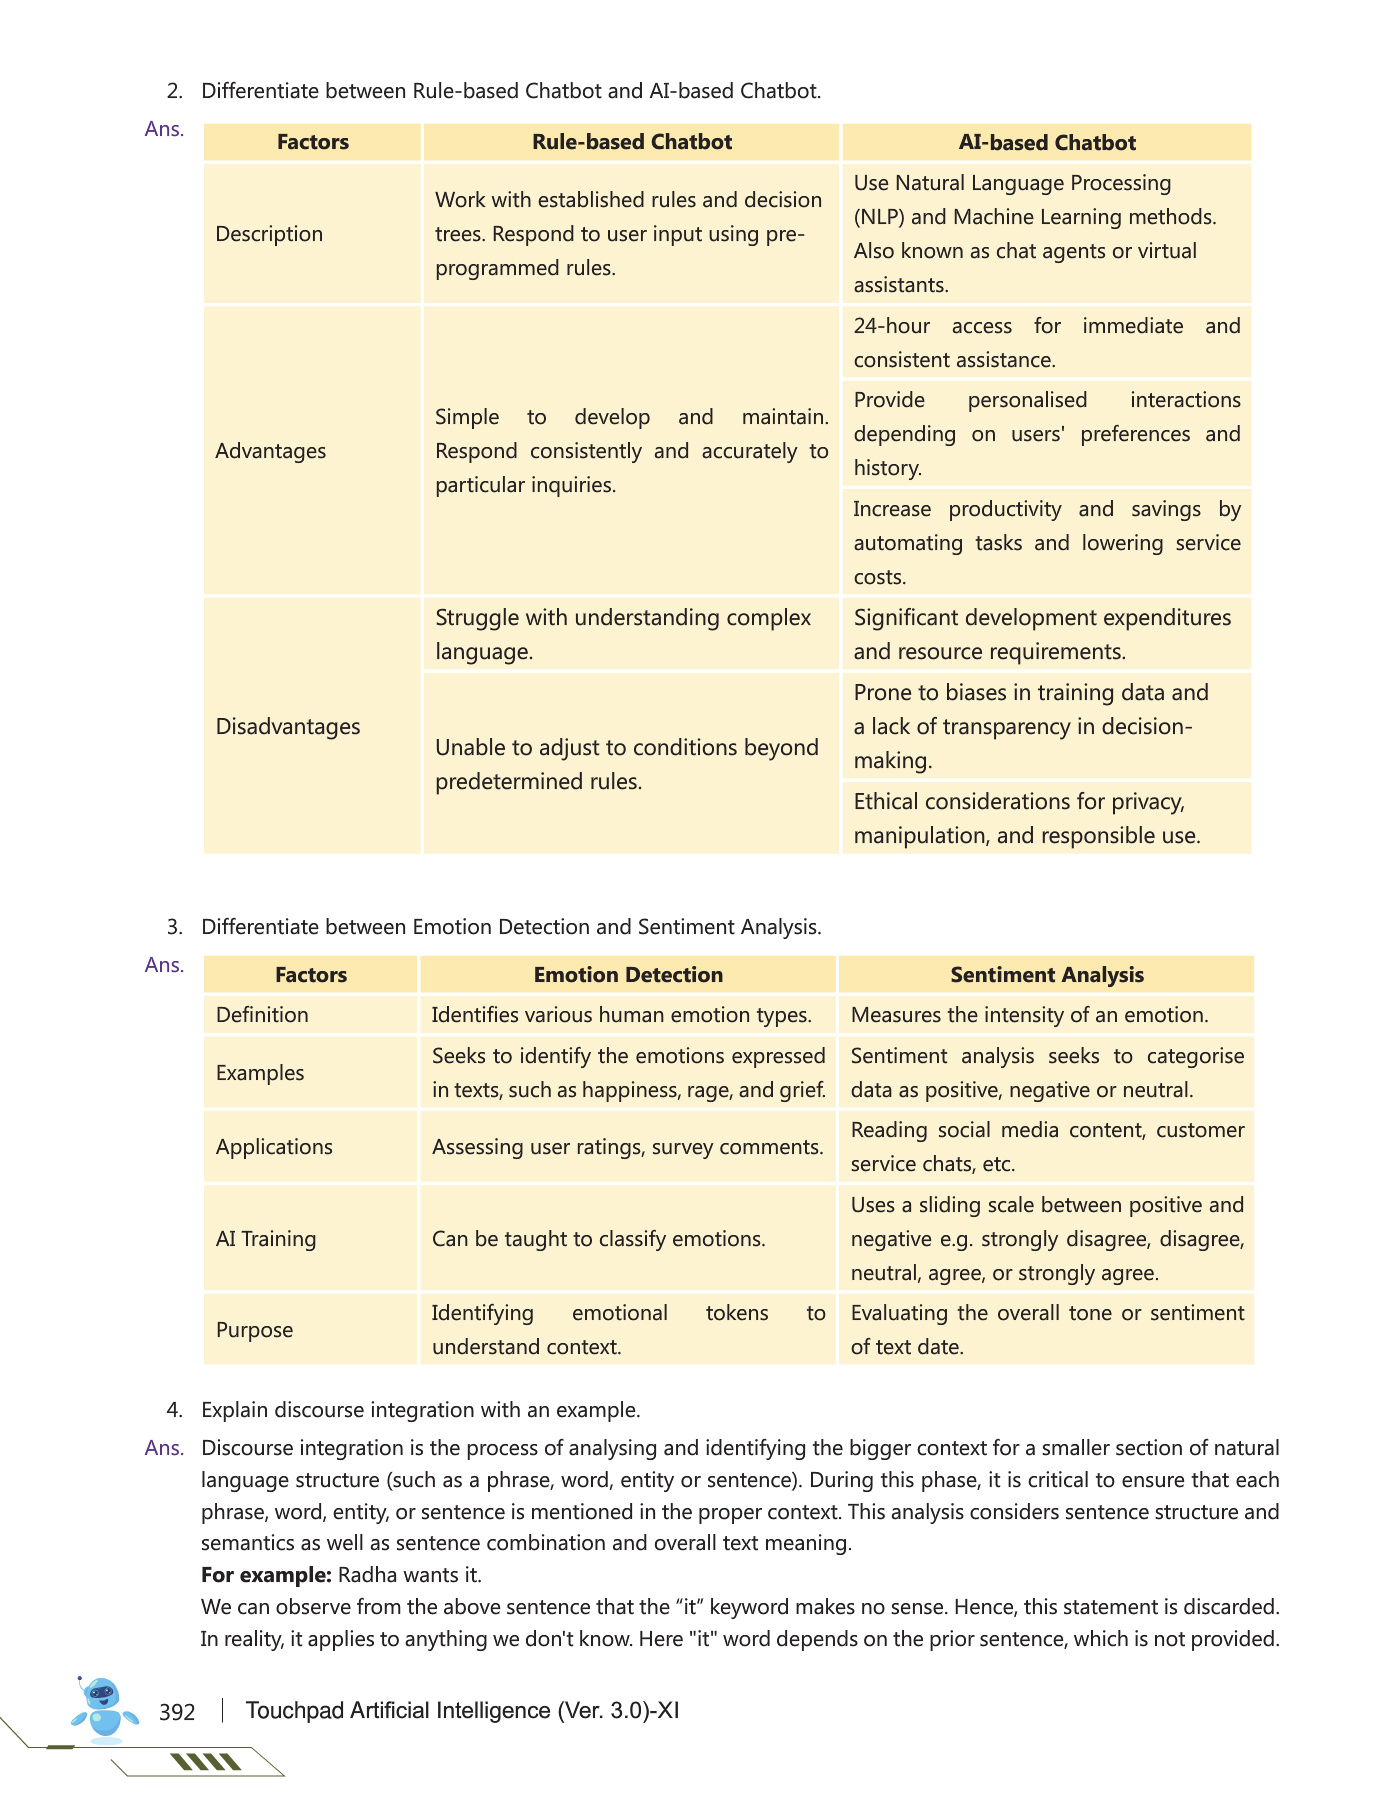 2. Differentiate between Rule-based Chatbot and AI-based Chatbot.
Ans.
Factors Rule-based Chatbot AI-based Chatbot
Description
Work with established rules and decision
trees. Respond to user input using pre-
programmed rules.
Use Natural Language Processing
(NLP) and Machine Learning methods.
Also known as chat agents or virtual
assistants.
Advantages
Simple to develop and maintain.
Respond consistently and accurately to
particular inquiries.
24-hour access for immediate and
consistent assistance.
Provide personalised interactions
depending on users' preferences and
history.
Increase productivity and savings by
automating tasks and lowering service
costs.
Disadvantages
Struggle with understanding complex
language.
Significant development expenditures
and resource requirements.
Unable to adjust to conditions beyond
predetermined rules.
Prone to biases in training data and
a lack of transparency in decision-
making.
Ethical considerations for privacy,
manipulation, and responsible use.
3. Differentiate between Emotion Detection and Sentiment Analysis.
Ans.
Factors Emotion Detection Sentiment Analysis
Definition Identifies various human emotion types. Measures the intensity of an emotion.
Examples
Seeks to identify the emotions expressed
in texts, such as happiness, rage, and grief.
Sentiment analysis seeks to categorise
data as positive, negative or neutral.
Applications
Assessing user ratings, survey comments.
Reading social media content, customer
service chats, etc.
AI Training
Can be taught to classify emotions.
Uses a sliding scale between positive and
negative e.g. strongly disagree, disagree,
neutral, agree, or strongly agree.
Purpose
Identifying emotional tokens to
understand context.
Evaluating the overall tone or sentiment
of text date.
4. Explain discourse integration with an example.
Ans. Discourse integration is the process of analysing and identifying the bigger context for a smaller section of natural
language structure (such as a phrase, word, entity or sentence). During this phase, it is critical to ensure that each
phrase, word, entity, or sentence is mentioned in the proper context. This analysis considers sentence structure and
semantics as well as sentence combination and overall text meaning.
For example: Radha wants it.
We can observe from the above sentence that the “it” keyword makes no sense. Hence, this statement is discarded.
In reality, it applies to anything we don't know. Here "it" word depends on the prior sentence, which is not provided.
392 Touchpad Artificial Intelligence (Ver. 3.0)-XI